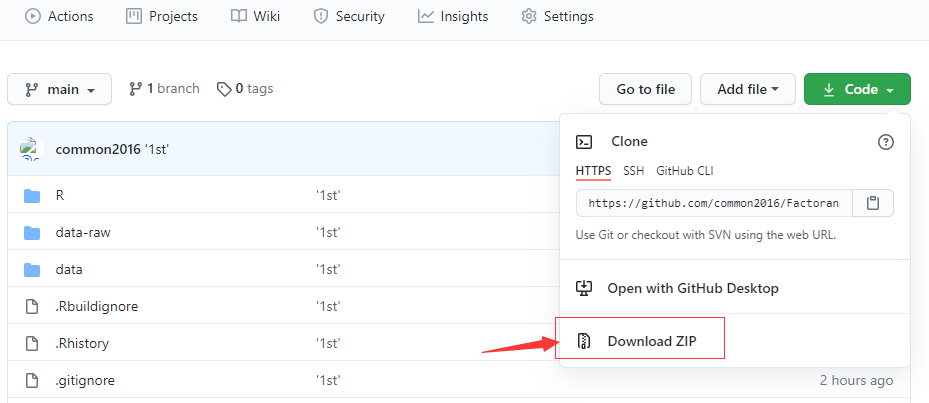 Actions Projects Wiki Security Insights Settings
main 1 branch 0 tags Go to file Add file Code
common2016 '1st'
Clone
HTTPS SSH GitHub CLI
R '1st'
https://github.com/common2016/Factoran
data-raw '1st'
Use Git or checkout with SVN using the web URL.
data '1st'
Open with GitHub Desktop
.Rbuildignore '1st'
.Rhistory '1st'
Download ZIP
.gitignore '1st' 2 hours ago